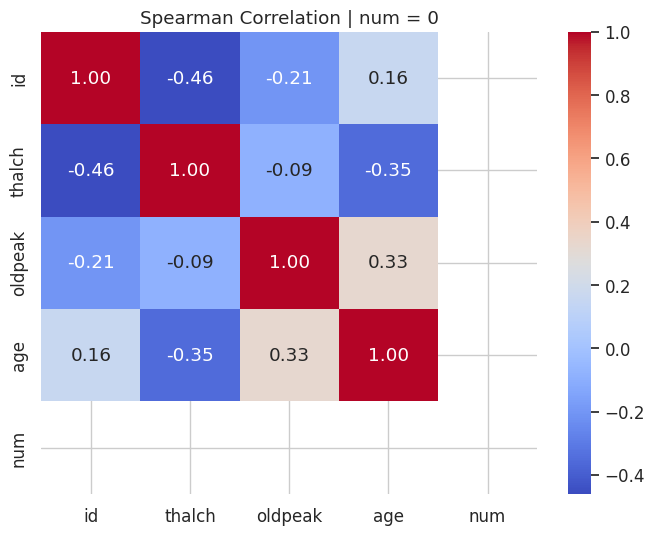 Spearman Correlation | num = 0
id 1.00 -0.46 -0.21 0.16
thalch -0.46 1.00 -0.09 -0.35
oldpeak -0.21 -0.09 1.00 0.33
age 0.16 -0.35 0.33 1.00
num
id thalch oldpeak age num
1.0
0.8
0.6
0.4
0.2
0.0
−0.2
−0.4